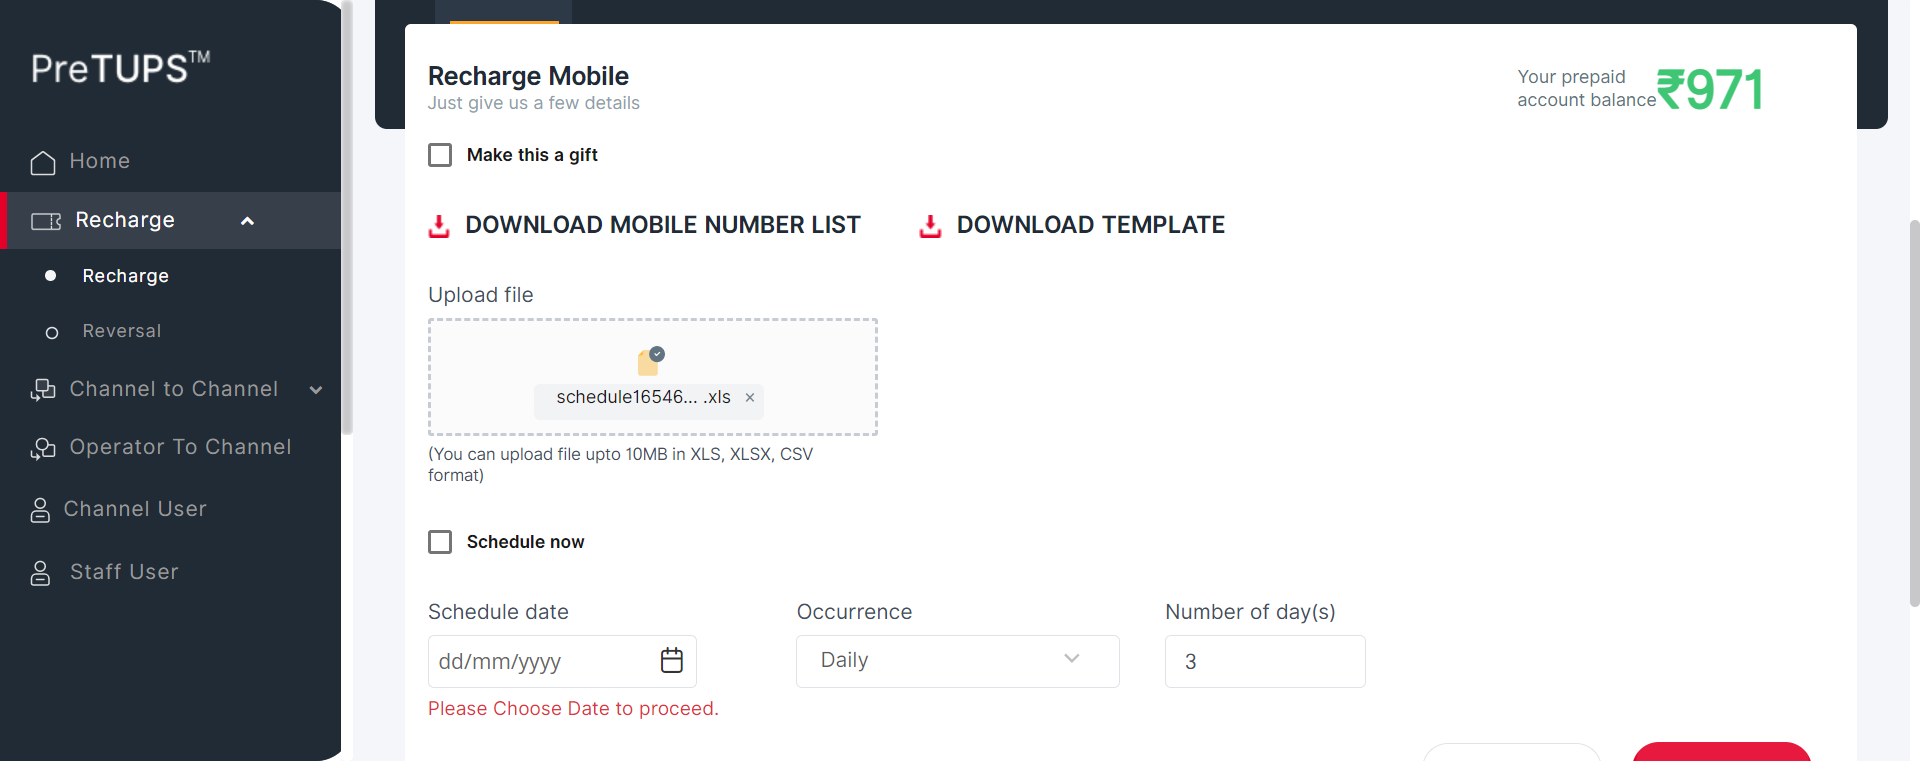 PreTUPS™
Home
Recharge
Recharge
Reversal
Channel to Channel
Operator To Channel
Channel User
Staff User
Recharge Mobile
Just give us a few details
Your prepaid
account balance ₹971
Make this a gift
DOWNLOAD MOBILE NUMBER LIST
DOWNLOAD TEMPLATE
Upload file
schedule16546... .xls ×
(You can upload file upto 10MB in XLS, XLSX, CSV
format)
Schedule now
Schedule date
dd/mm/yyyy
Please Choose Date to proceed.
Occurrence
Daily
Number of day(s)
3